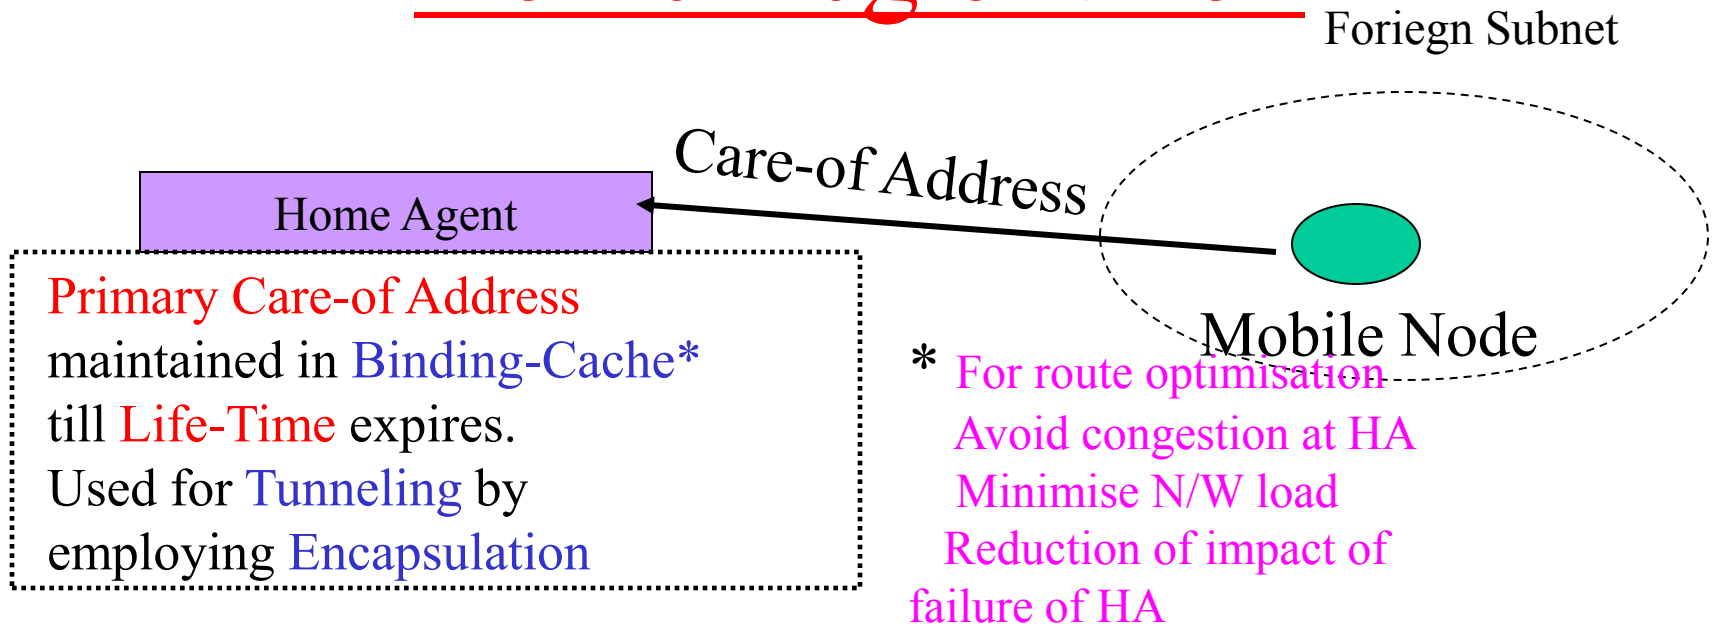 Foriegn Subnet
Care-of Address
Home Agent
Primary Care-of Address
maintained in Binding-Cache*
till Life-Time expires.
Used for Tunneling by
employing Encapsulation
Mobile Node
* For route optimisation
Avoid congestion at HA
Minimise N/W load
Reduction of impact of
failure of HA